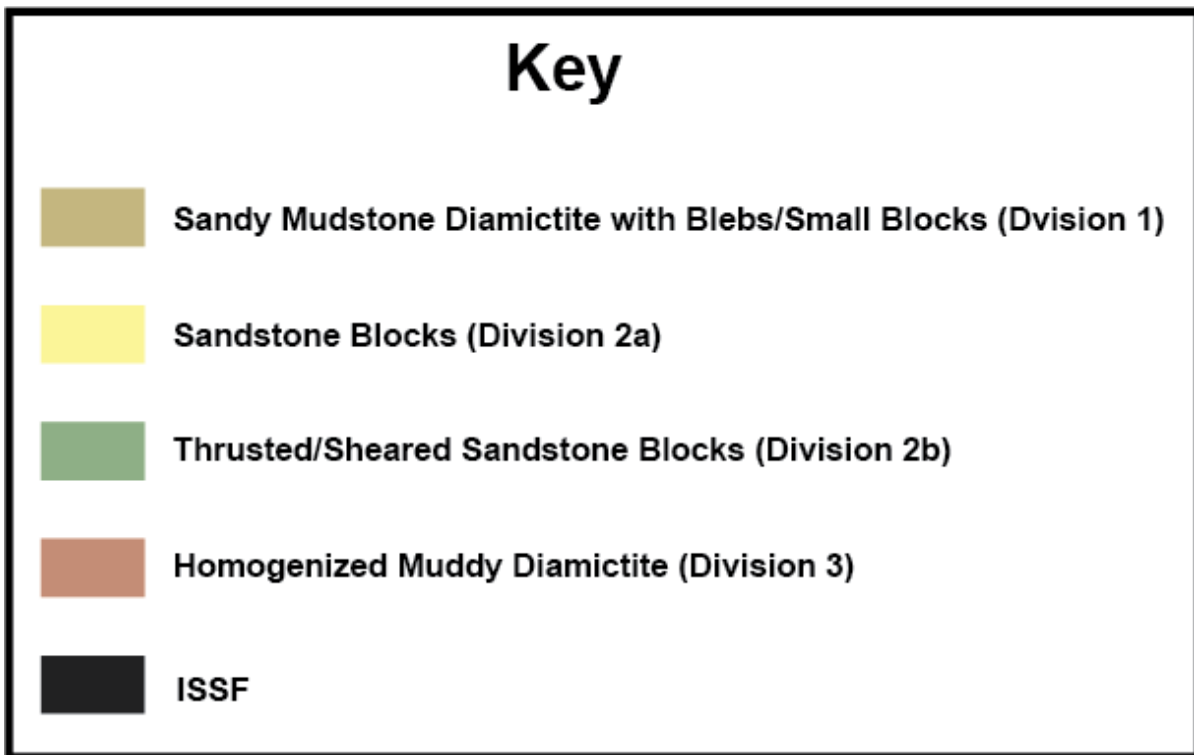 Key
Sandy Mudstone Diamictite with Blebs/Small Blocks (Dvision 1)
Sandstone Blocks (Division 2a)
Thrusted/Sheared Sandstone Blocks (Division 2b)
Homogenized Muddy Diamictite (Division 3)
ISSF